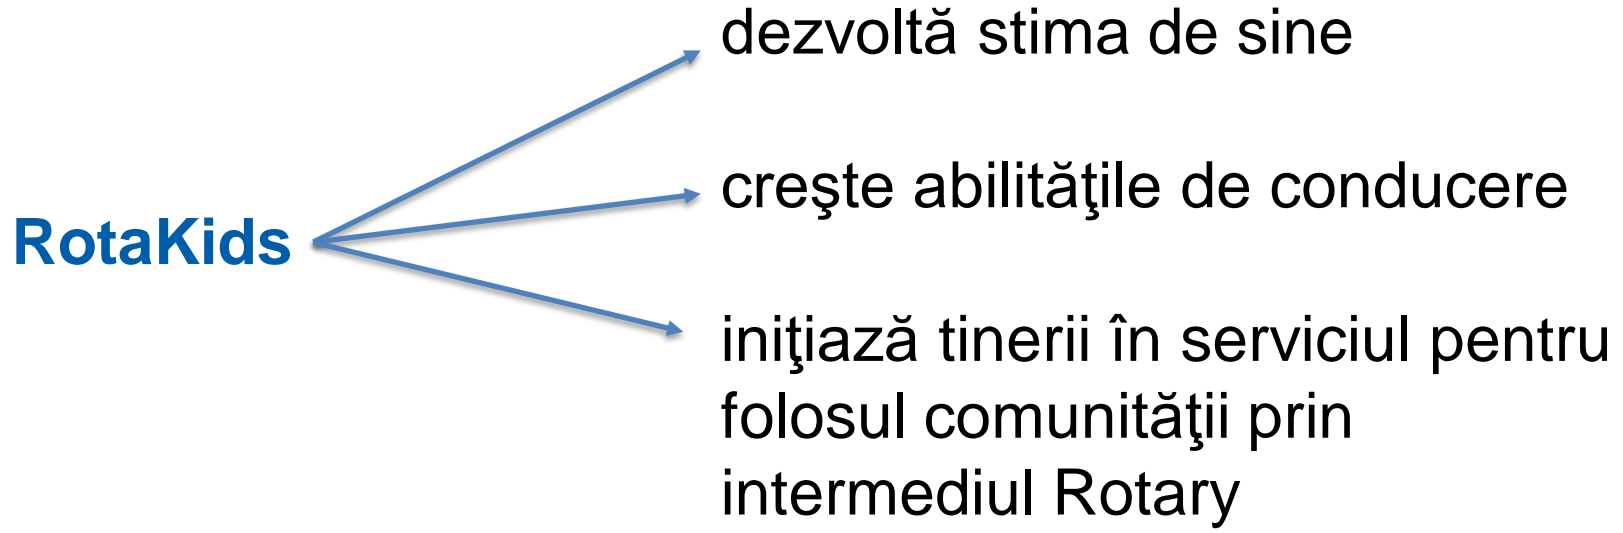 dezvoltă stima de sine
creşte abilităţile de conducere
RotaKids
iniţiază tinerii în serviciul pentru
folosul comunităţii prin
intermediul Rotary